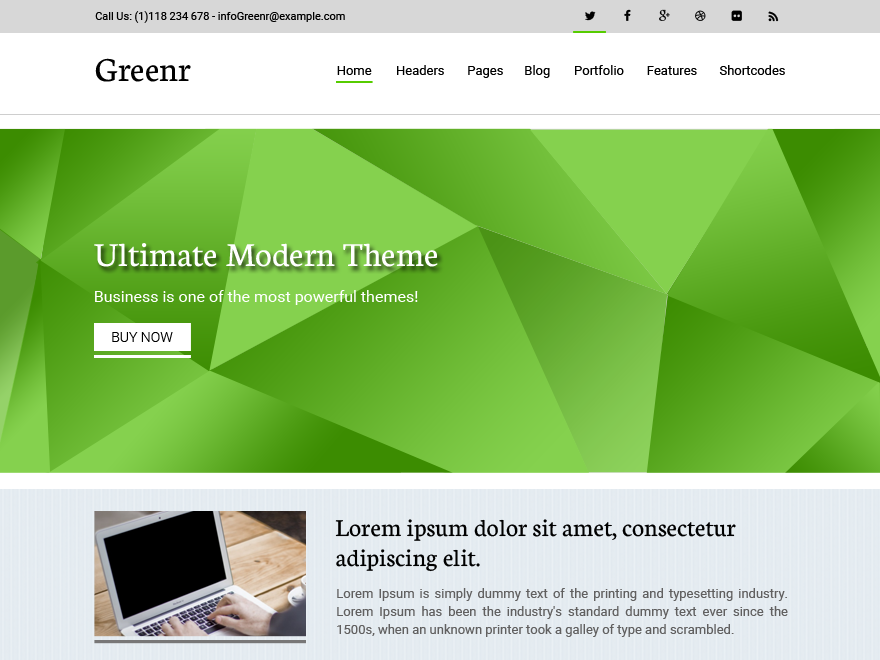 Call Us: (1)118 234 678 - infoGreenr@example.com
Greenr
Home Headers Pages Blog Portfolio Features Shortcodes
Ultimate Modern Theme
Business is one of the most powerful themes!
BUY NOW
Lorem ipsum dolor sit amet, consectetur
adipiscing elit.
Lorem Ipsum is simply dummy text of the printing and typesetting industry.
Lorem Ipsum has been the industry's standard dummy text ever since the
1500s, when an unknown printer took a galley of type and scrambled.